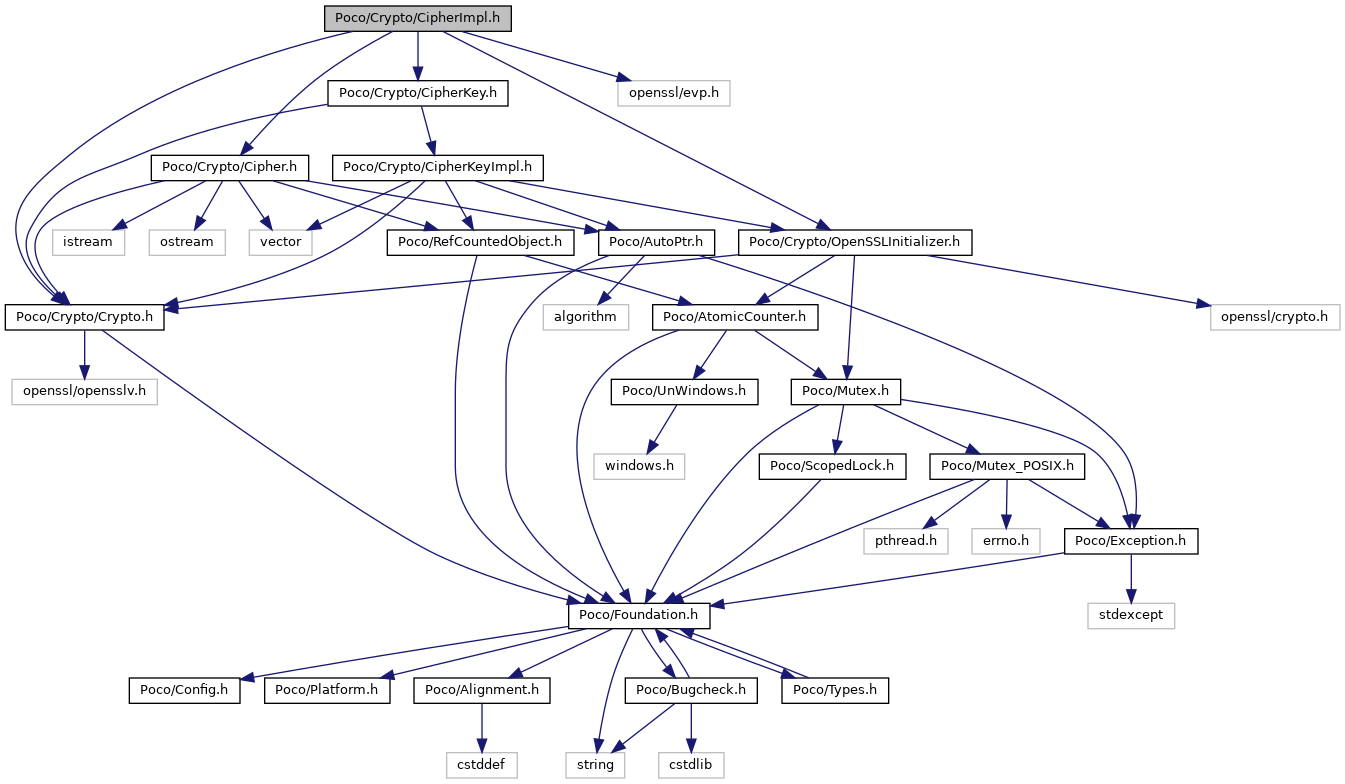 Poco/Crypto/CipherImpl.h
Poco/Crypto/CipherKey.h
openssl/evp.h
Poco/Crypto/Cipher.h
Poco/Crypto/CipherKeyImpl.h
istream
ostream
vector
Poco/RefCountedObject.h
Poco/AutoPtr.h
Poco/Crypto/OpenSSLInitializer.h
Poco/Crypto/Crypto.h
algorithm
Poco/AtomicCounter.h
openssl/crypto.h
openssl/opensslv.h
Poco/UnWindows.h
Poco/Mutex.h
windows.h
Poco/ScopedLock.h
Poco/Mutex_POSIX.h
pthread.h
errno.h
Poco/Exception.h
Poco/Foundation.h
stdexcept
Poco/Config.h
Poco/Platform.h
Poco/Alignment.h
Poco/Bugcheck.h
Poco/Types.h
cstddef
string
cstdlib